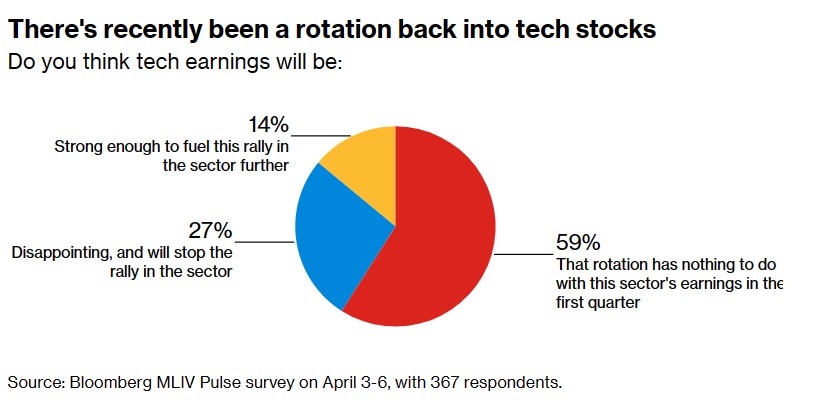 There's recently been a rotation back into tech stocks
Do you think tech earnings will be:
14%
Strong enough to fuel this rally in
the sector further
27%
Disappointing, and will stop the
rally in the sector
59%
That rotation has nothing to do
with this sector's earnings in the
first quarter
Source: Bloomberg MLIV Pulse survey on April 3-6, with 367 respondents.